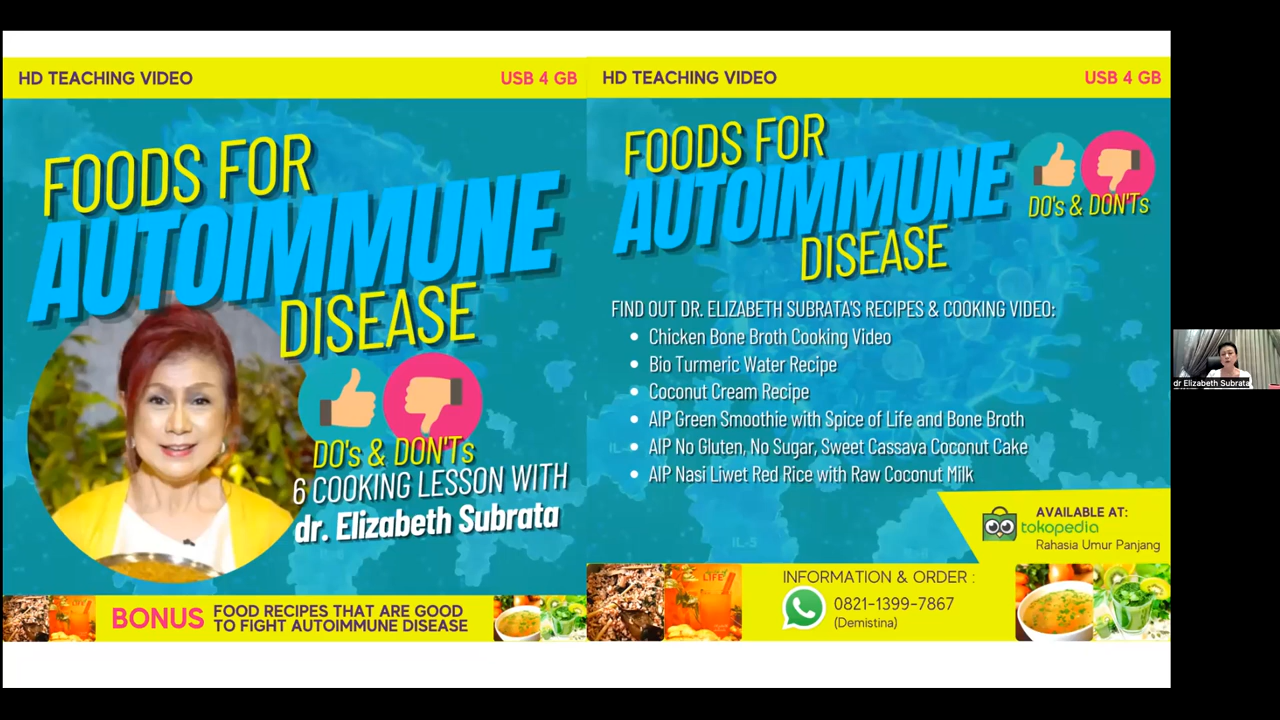 HD TEACHING VIDEO
USB 4 GB
FOODS FOR
AUTOIMMUNE
DISEASE
DO's & DON'Ts
6 COOKING LESSON WITH
dr. Elizabeth Subrata
BONUS
FOOD RECIPES THAT ARE GOOD
TO FIGHT AUTOIMMUNE DISEASE
HD TEACHING VIDEO
USB 4 GB
FOODS FOR
AUTOIMMUNE
DISEASE
DO's & DON'Ts
FIND OUT DR. ELIZABETH SUBRATA'S RECIPES & COOKING VIDEO:
• Chicken Bone Broth Cooking Video
• Bio Turmeric Water Recipe
• Coconut Cream Recipe
• AIP Green Smoothie with Spice of Life and Bone Broth
• AIP No Gluten, No Sugar, Sweet Cassava Coconut Cake
• AIP Nasi Liwet Red Rice with Raw Coconut Milk
IL-5
AVAILABLE AT:
tokopedia
Rahasia Umur Panjang
LIFE
INFORMATION & ORDER :
0821-1399-7867
(Demistina)
dr Elizabeth Subrata